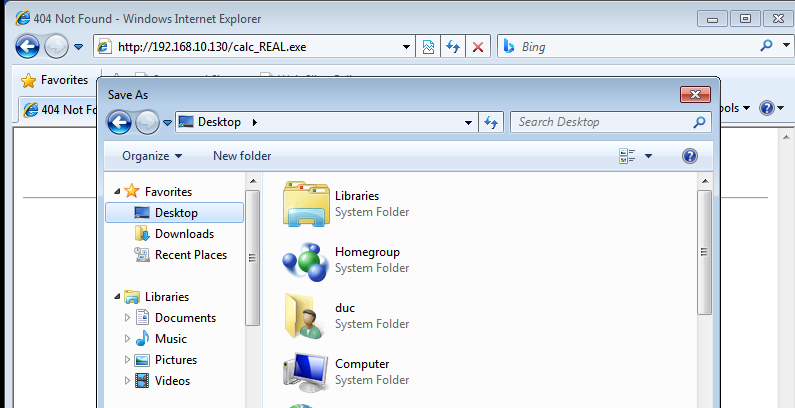 404 Not Found - Windows Internet Explorer
http://192.168.10.130/calc_REAL.exe
Bing
Favorites
404 Not Fo
ols
Save As
Desktop
Search Desktop
Organize
New folder
Favorites
Desktop
Downloads
Recent Places
Libraries
Documents
Music
Pictures
Videos
Libraries
System Folder
Homegroup
System Folder
duc
System Folder
Computer
System Folder